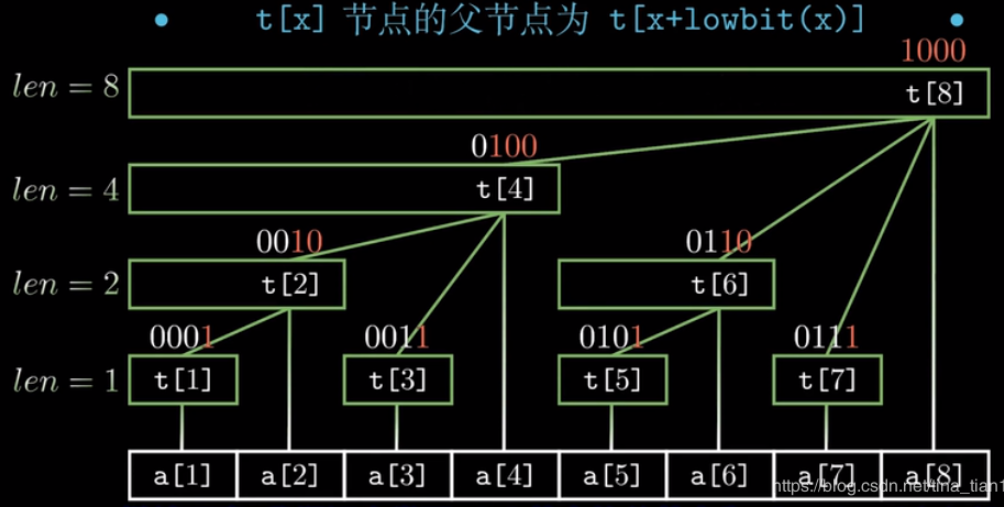 • t[x] 节点的父节点为 t[x+lowbit(x)] •
1000
len = 8 t[8]
0100
len = 4 t[4]
0010 0110
len = 2 t[2] t[6]
0001 0011 0101 0111
len = 1 t[1] t[3] t[5] t[7]
a[1] a[2] a[3] a[4] a[5] a[6] a[7] a[8]
https://blog.csdn.net/tina_tian1